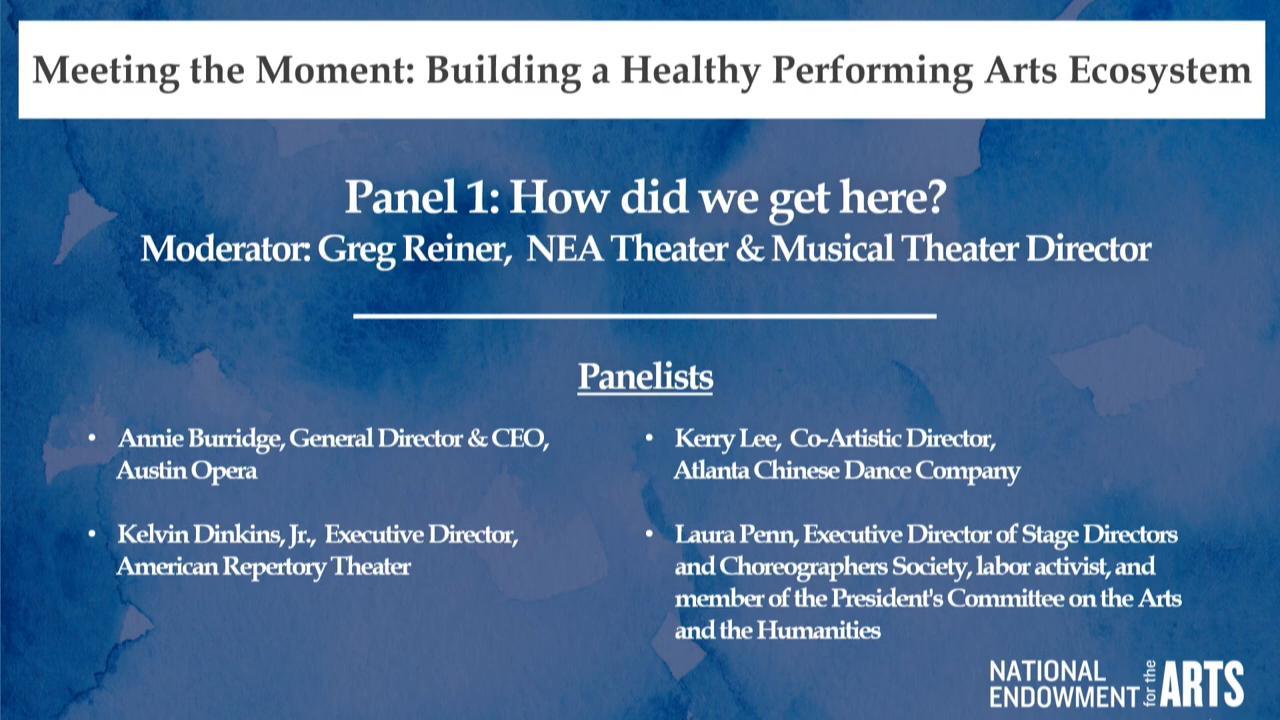 Meeting the Moment: Building a Healthy Performing Arts Ecosystem
Panel 1: How did we get here?
Moderator: Greg Reiner, NEA Theater & Musical Theater Director
Panelists
• Annie Burridge, General Director & CEO,
Austin Opera
• Kelvin Dinkins, Jr., Executive Director,
American Repertory Theater
• Kerry Lee, Co-Artistic Director,
Atlanta Chinese Dance Company
• Laura Penn, Executive Director of Stage Directors
and Choreographers Society, labor activist, and
member of the President's Committee on the Arts
and the Humanities
NATIONAL
ENDOWMENT for the ARTS